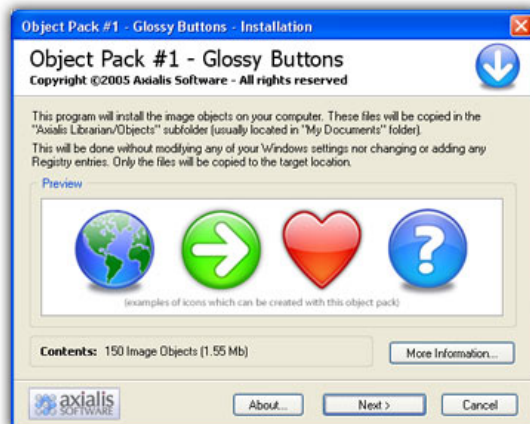 Object Pack #1 - Glossy Buttons - Installation
Object Pack #1 - Glossy Buttons
Copyright ©2005 Axialis Software - All rights reserved
This program will install the image objects on your computer. These files will be copied in the
"Axialis Librarian/Objects" subfolder (usually located in "My Documents" folder).
This will be done without modifying any of your Windows settings nor changing or adding any
Registry entries. Only the files will be copied to the target location.
Preview
?
(examples of icons which can be created with this object pack)
Contents: 150 Image Objects (1.55 Mb)
More Information...
axialis
SOFTWARE
About...
Next >
Cancel